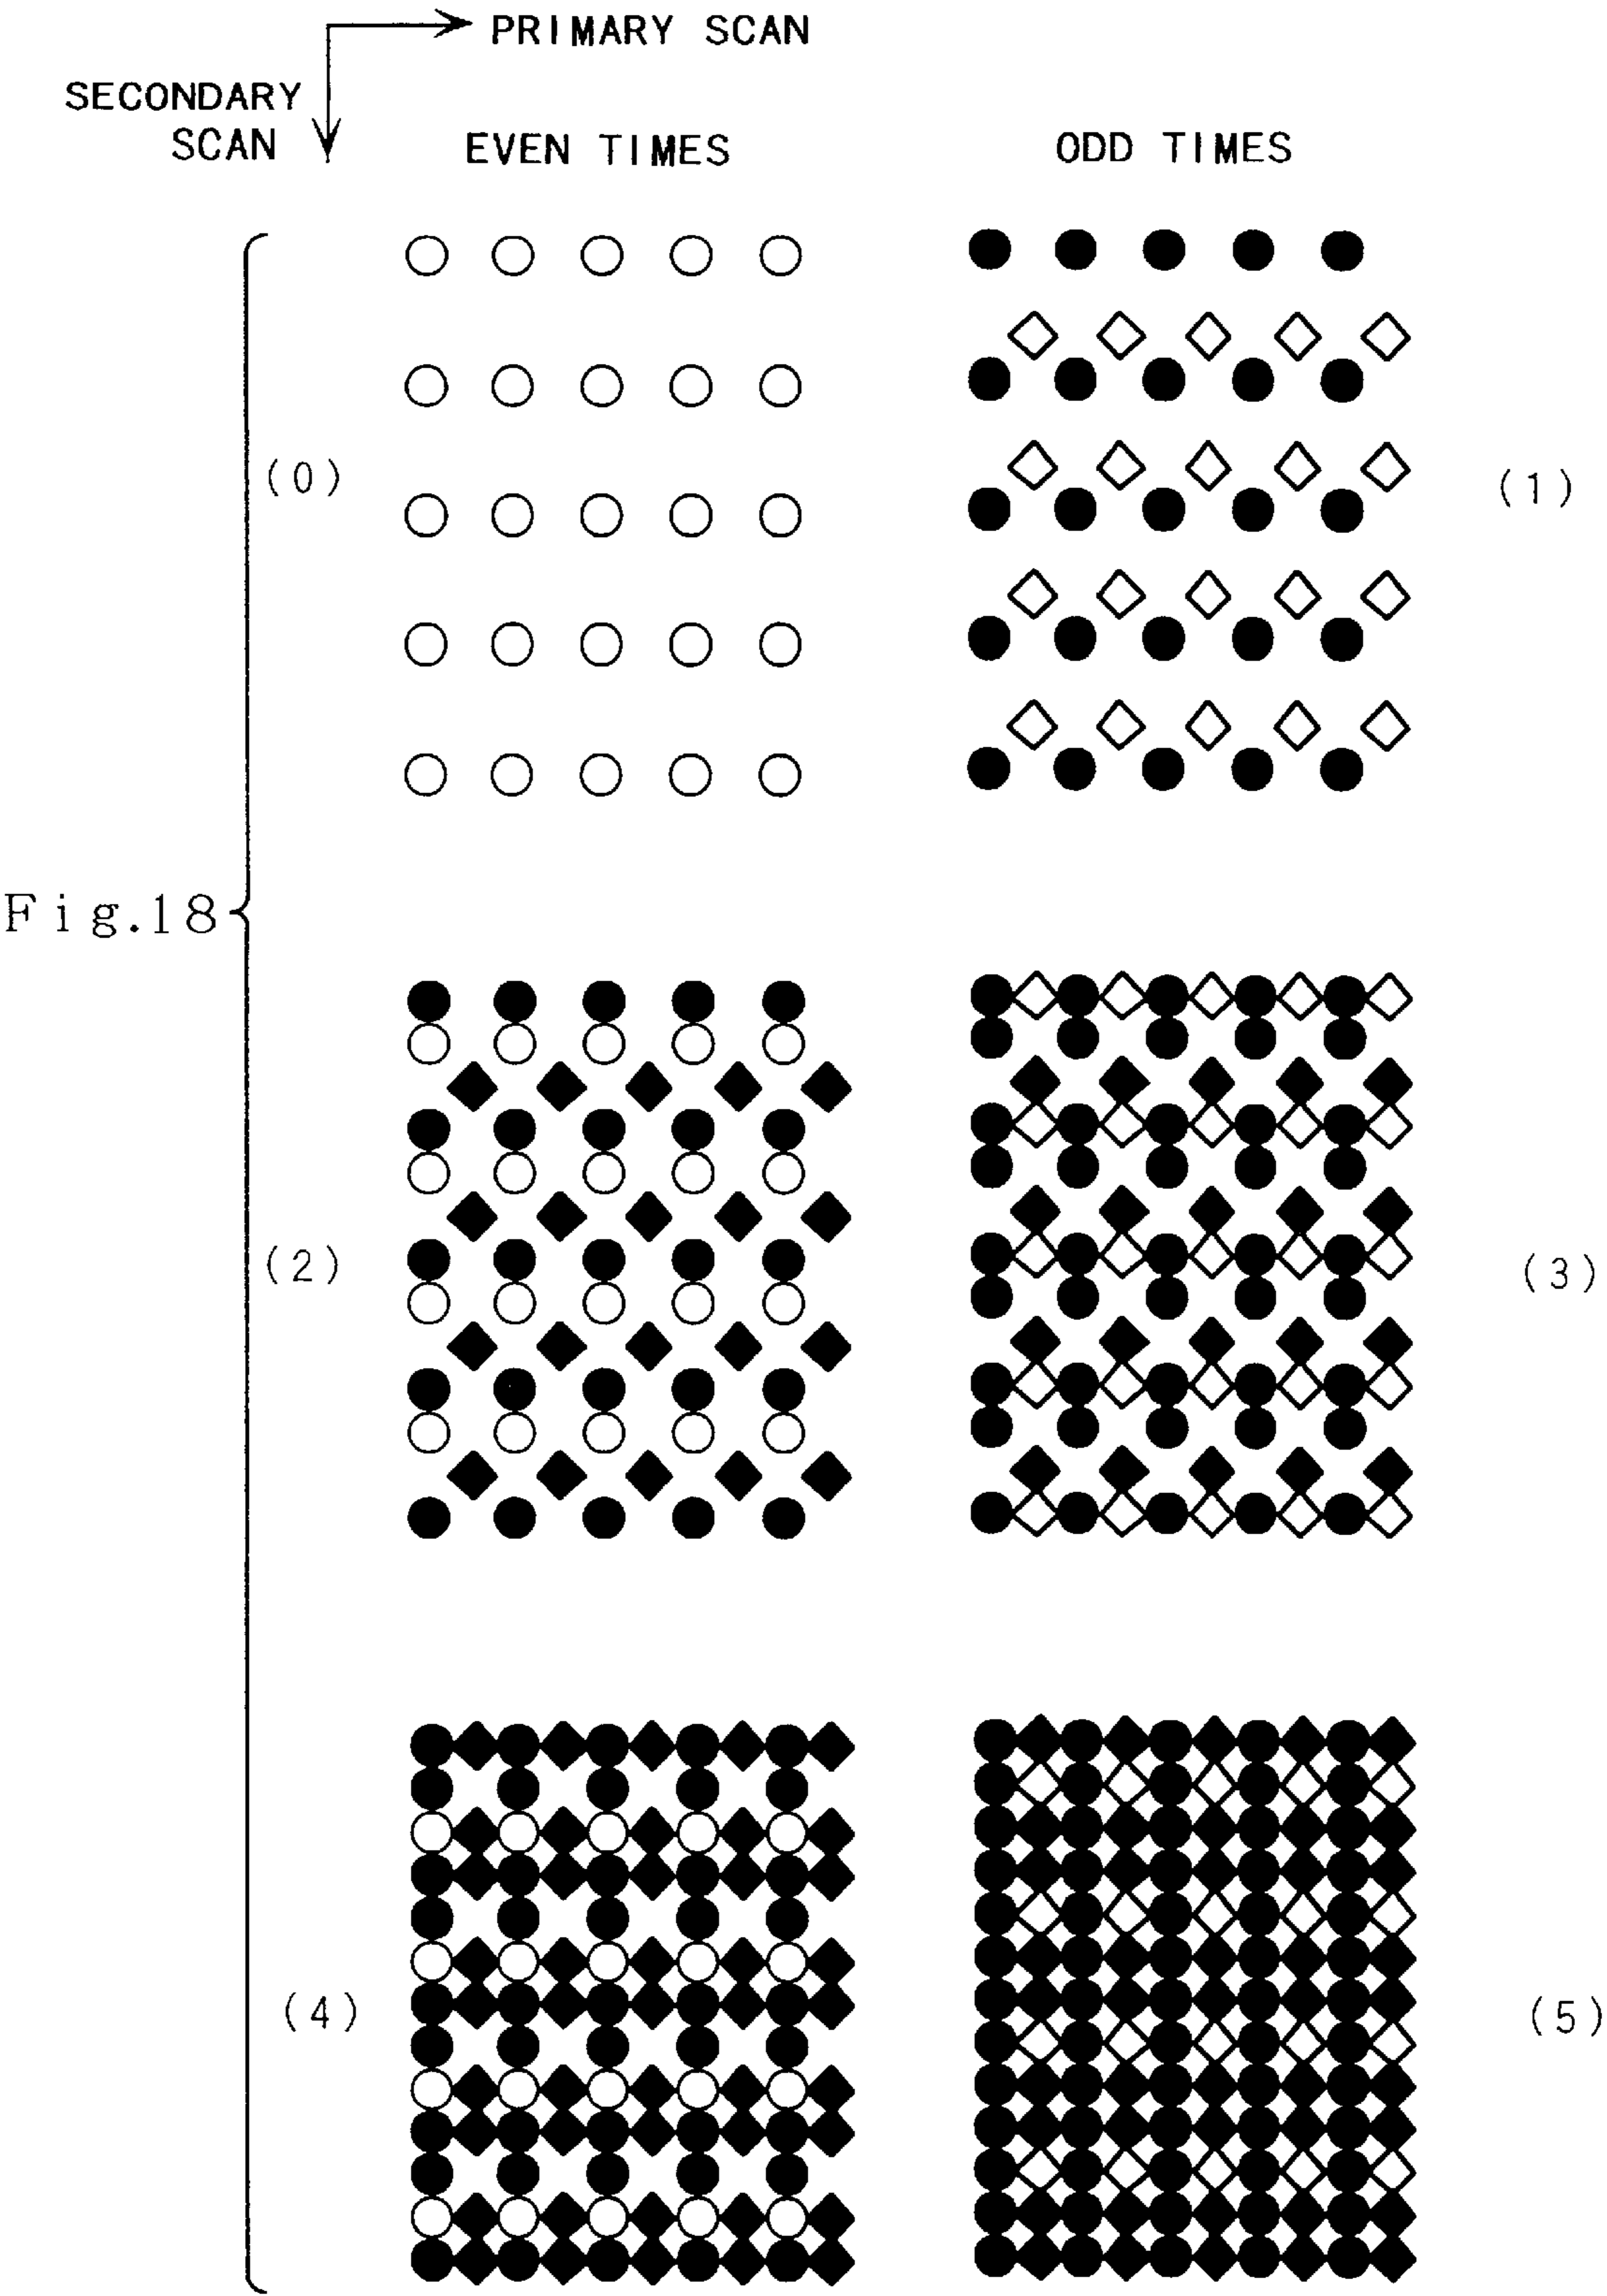 PRIMARY SCAN
SECONDARY
SCAN
EVEN TIMES
ODD TIMES
(0)
(1)
Fig.18
(2)
(3)
(4)
(5)